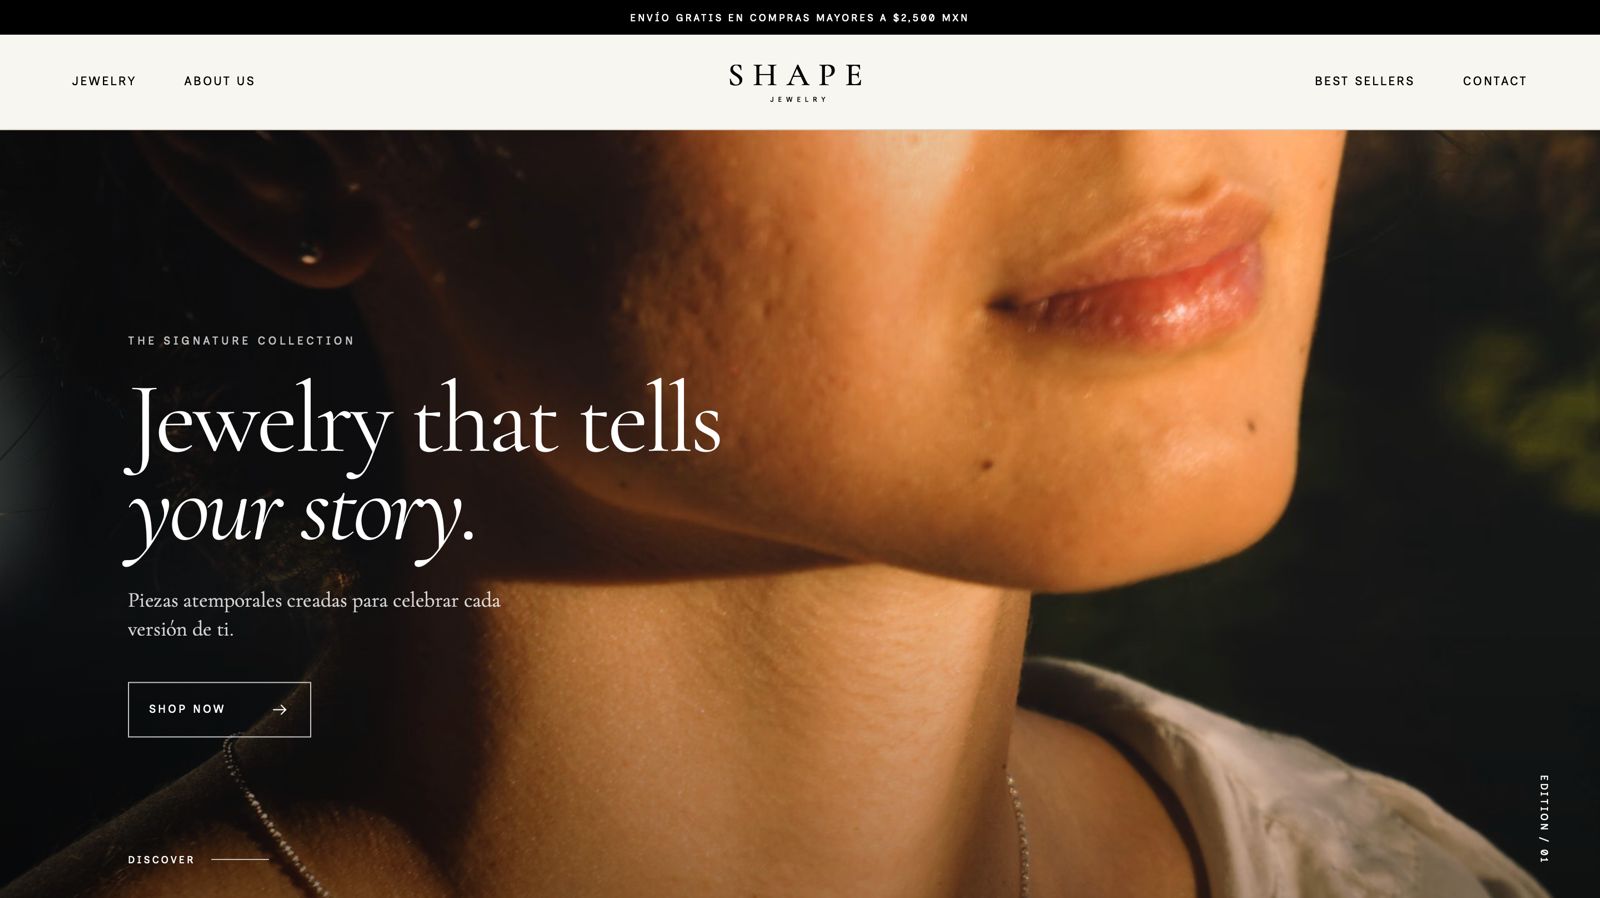 ENVÍO GRATIS EN COMPRAS MAYORES A $2,500 MXN
JEWELRY
ABOUT US
SHAPE
JEWELRY
BEST SELLERS
CONTACT
THE SIGNATURE COLLECTION
Jewelry that tells
your story.
Piezas atemporales creadas para celebrar cada
versión de ti.
SHOP NOW
DISCOVER
EDITION / 01